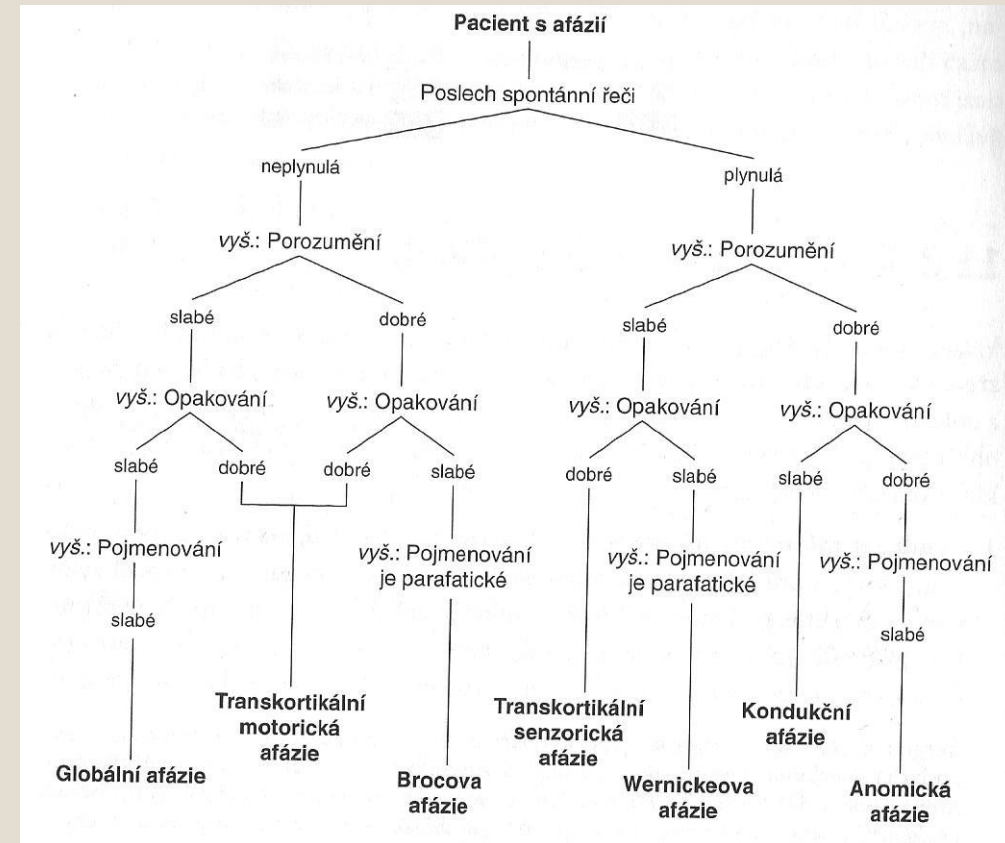 Pacient s afázií
Poslech spontánní řeči
neplynulá
plynulá
vyš.: Porozumění
vyš.: Porozumění
slabé
dobré
slabé
dobré
vyš.: Opakování
vyš.: Opakování
vyš.: Opakování
vyš.: Opakování
slabé
dobré
dobré
slabé
dobré
slabé
slabé
dobré
vyš.: Pojmenování
vyš.: Pojmenování
je parafatické
vyš.: Pojmenování
je parafatické
vyš.: Pojmenování
slabé
slabé
Transkortikální
motorická
afázie
Transkortikální
senzorická
afázie
Kondukční
afázie
Globální afázie
Brocova
afázie
Wernickeova
afázie
Anomická
afázie